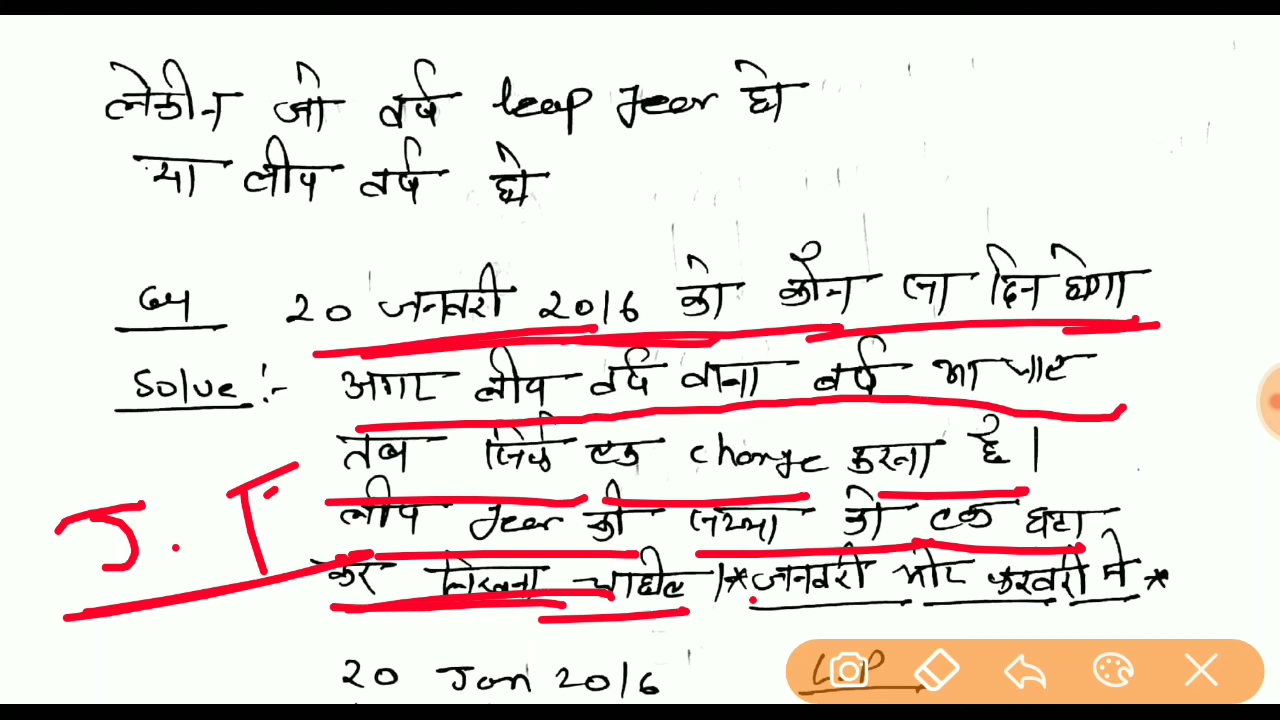 लेकीन जो वर्ष leap year हो
या लीप वर्ष हो
20 जनवरी 2016 को कौन सा दिन होगा
Solve :- अगर लीप वर्ष वाला वर्ष आ जाए
तब सिर्फ एक change करना है।
लीप year की संख्या को एक घटा
J. T.
कर लिखना चाहीए।*जनवरी और फरवरी मे*
20 Jan 2016